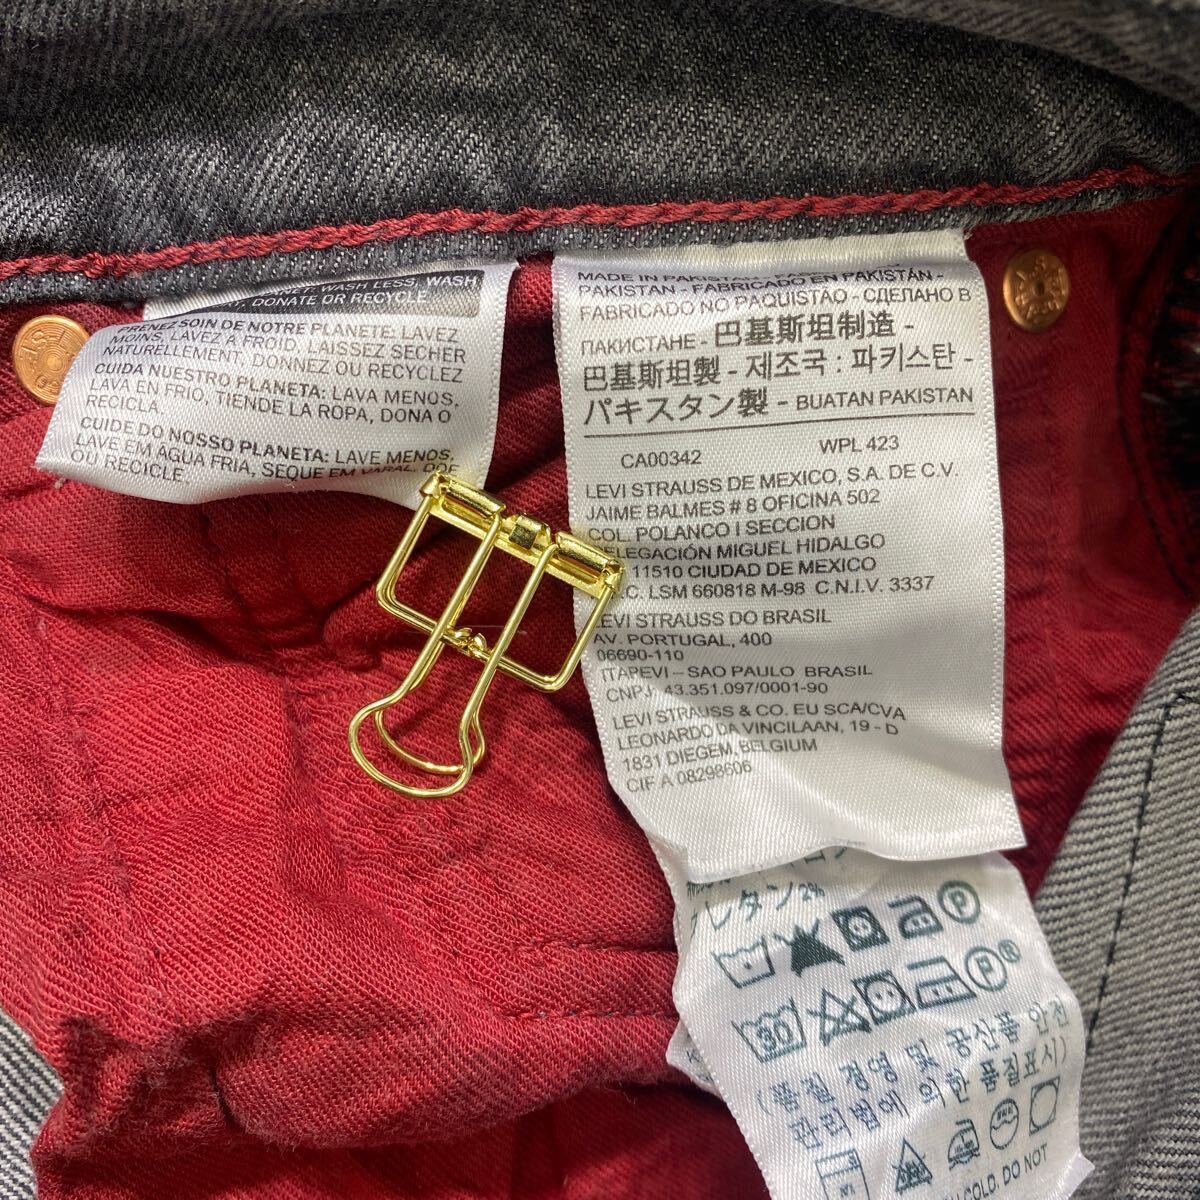 WASH LESS, WASH
DONATE OR RECYCLE.
PRENEZ SOIN DE NOTRE PLANETE: LAVEZ
MOINS, LAVEZ A FROID, LAISSEZ SECHER
NATURELLEMENT, DONNEZ OU RECYCLEZ
CUIDA NUESTRO PLANETA: LAVA MENOS,
LAVA EN FRIO, TIENDE LA ROPA, DONA O
RECICLA.
CUIDE DO NOSSO PLANETA: LAVE MENOS,
LAVE EM AGUA FRIA, SEQUE EM VARAL, DOE
OU RECICLE.
MADE IN PAKISTAN -
PAKISTAN - FABRICADO EN PAKISTÁN -
FABRICADO NO PAQUISTÃO - СДЕЛАНО В
ПАКИСТАНЕ - 巴基斯坦制造 -
巴基斯坦製 - 제조국 : 파키스탄 -
パキスタン製 - BUATAN PAKISTAN
CA00342 WPL 423
LEVI STRAUSS DE MEXICO, S.A. DE C.V.
JAIME BALMES # 8 OFICINA 502
COL. POLANCO I SECCION
DELEGACIÓN MIGUEL HIDALGO
11510 CIUDAD DE MEXICO
LSM 660818 M-98 C.N.I.V. 3337
LEVI STRAUSS DO BRASIL
AV. PORTUGAL, 400
06690-110
ITAPEVI – SAO PAULO BRASIL
CNPJ: 43.351.097/0001-90
LEVI STRAUSS & CO. EU SCA/CVA
LEONARDO DA VINCILAAN, 19 - D
1831 DIEGEM, BELGIUM
CIF A 08298606
ウレタン 2%
P
30
P ®
(품질 경영 및 공산품 안전
관리법에 의한 품질표시)
COLD. DO NOT